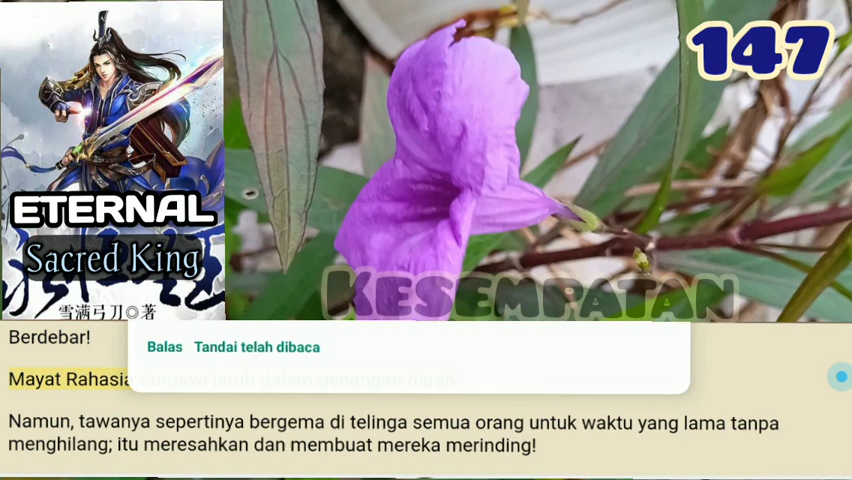 147
ETERNAL
Sacred King
雪满弓刀◎著
KESEMPATAN
Berdebar!
Balas Tandai telah dibaca
Mayat Rahasia Surgawi jatuh dalam genangan darah.
Namun, tawanya sepertinya bergema di telinga semua orang untuk waktu yang lama tanpa
menghilang; itu meresahkan dan membuat mereka merinding!